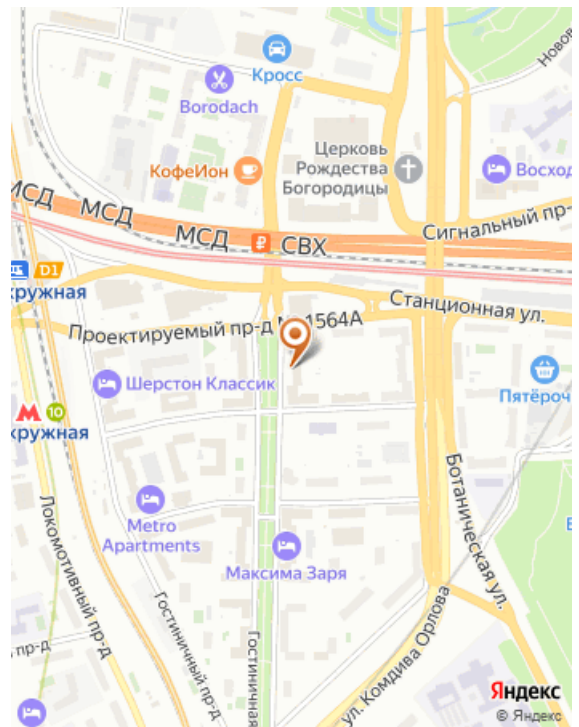 Кросс
Borodach
Новов
КофеИон
Церковь
Рождества
Богородицы
Восход
МСД
МСД
МСД
СВХ
Сигнальный пр-
D1
кружная
Станционная ул.
Проектируемый пр-д
1564А
Шерстон Классик
Пятёроч
10
кружная
Metro
Apartments
Максима Заря
Локомотивный пр-д
Гостиничный пр-д
Гостиничная
Ботаническая ул.
ул. Комдива Орлова
пр-д
Яндекс
© Яндекс